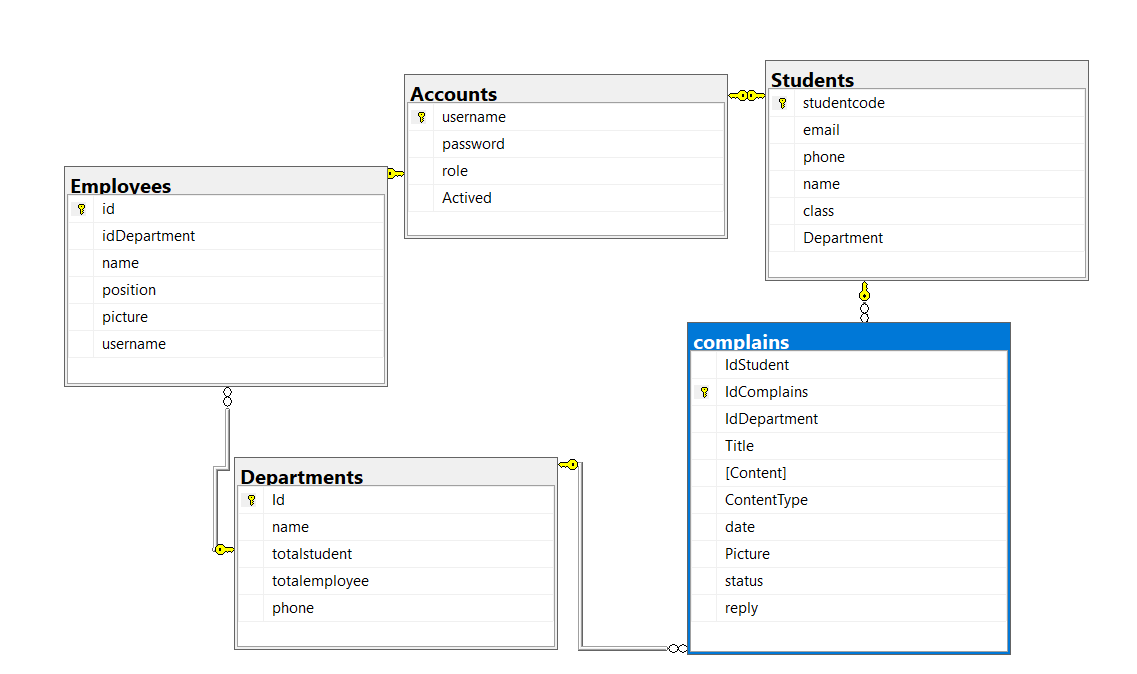 Accounts
username
password
role
Actived
Students
studentcode
email
phone
name
class
Department
Employees
id
idDepartment
name
position
picture
username
complains
IdStudent
IdComplains
IdDepartment
Title
[Content]
ContentType
date
Picture
status
reply
Departments
Id
name
totalstudent
totalemployee
phone